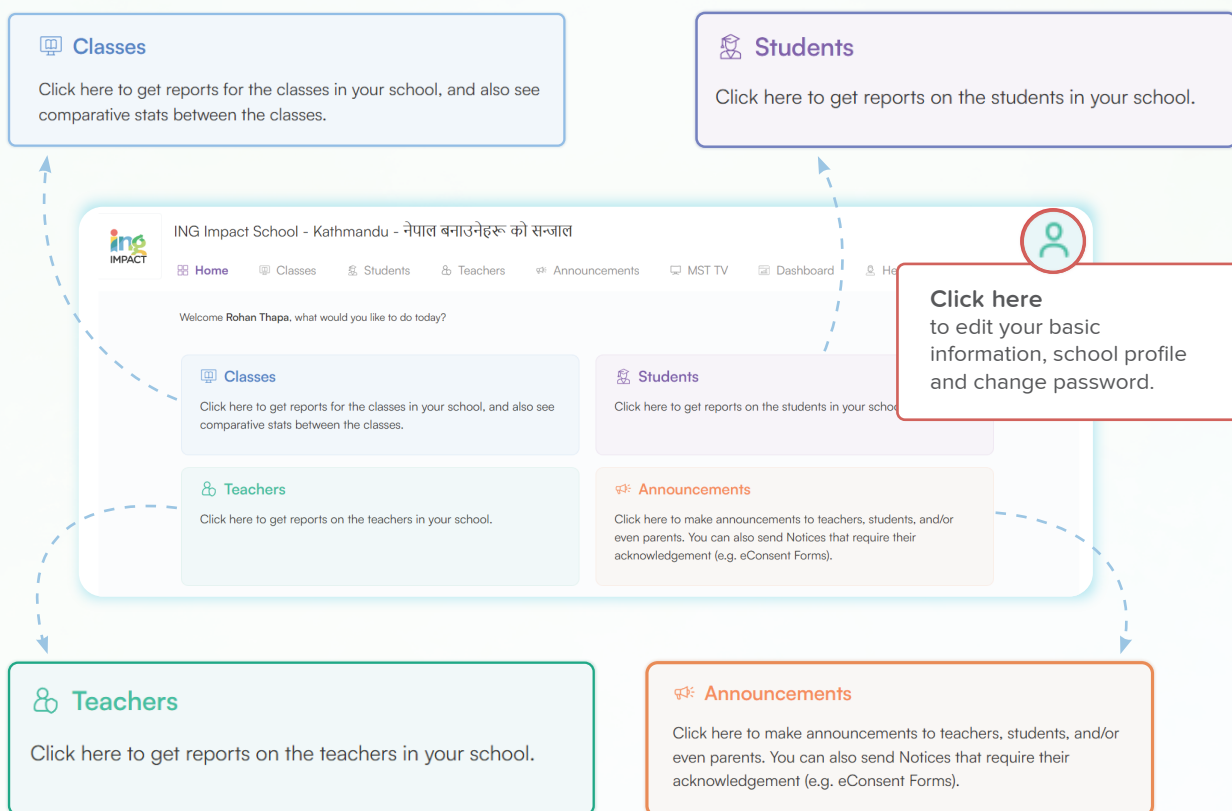 Classes
Click here to get reports for the classes in your school, and also see
comparative stats between the classes.
Students
Click here to get reports on the students in your school.
ing
IMPACT
ING Impact School - Kathmandu - नेपाल बनाउनेहरू को सन्जाल
Home Classes Students Teachers Announcements MST TV Dashboard
Welcome Rohan Thapa, what would you like to do today?
Click here
to edit your basic
information, school profile
and change password.
Classes
Click here to get reports for the classes in your school, and also see
comparative stats between the classes.
Students
Click here to get reports on the students in your
Teachers
Click here to get reports on the teachers in your school.
Announcements
Click here to make announcements to teachers, students, and/or
even parents. You can also send Notices that require their
acknowledgement (e.g. eConsent Forms).
Teachers
Click here to get reports on the teachers in your school.
Announcements
Click here to make announcements to teachers, students, and/or
even parents. You can also send Notices that require their
acknowledgement (e.g. eConsent Forms).